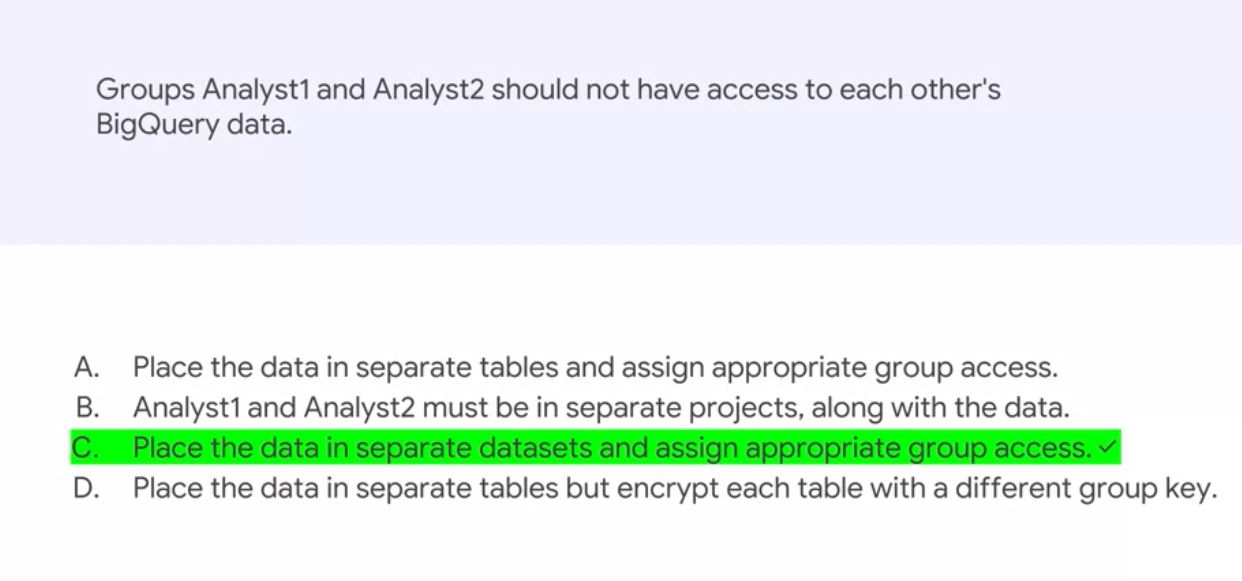 Groups Analyst1 and Analyst2 should not have access to each other's
BigQuery data.
A. Place the data in separate tables and assign appropriate group access.
B. Analyst1 and Analyst2 must be in separate projects, along with the data.
C. Place the data in separate datasets and assign appropriate group access. ✓
D. Place the data in separate tables but encrypt each table with a different group key.